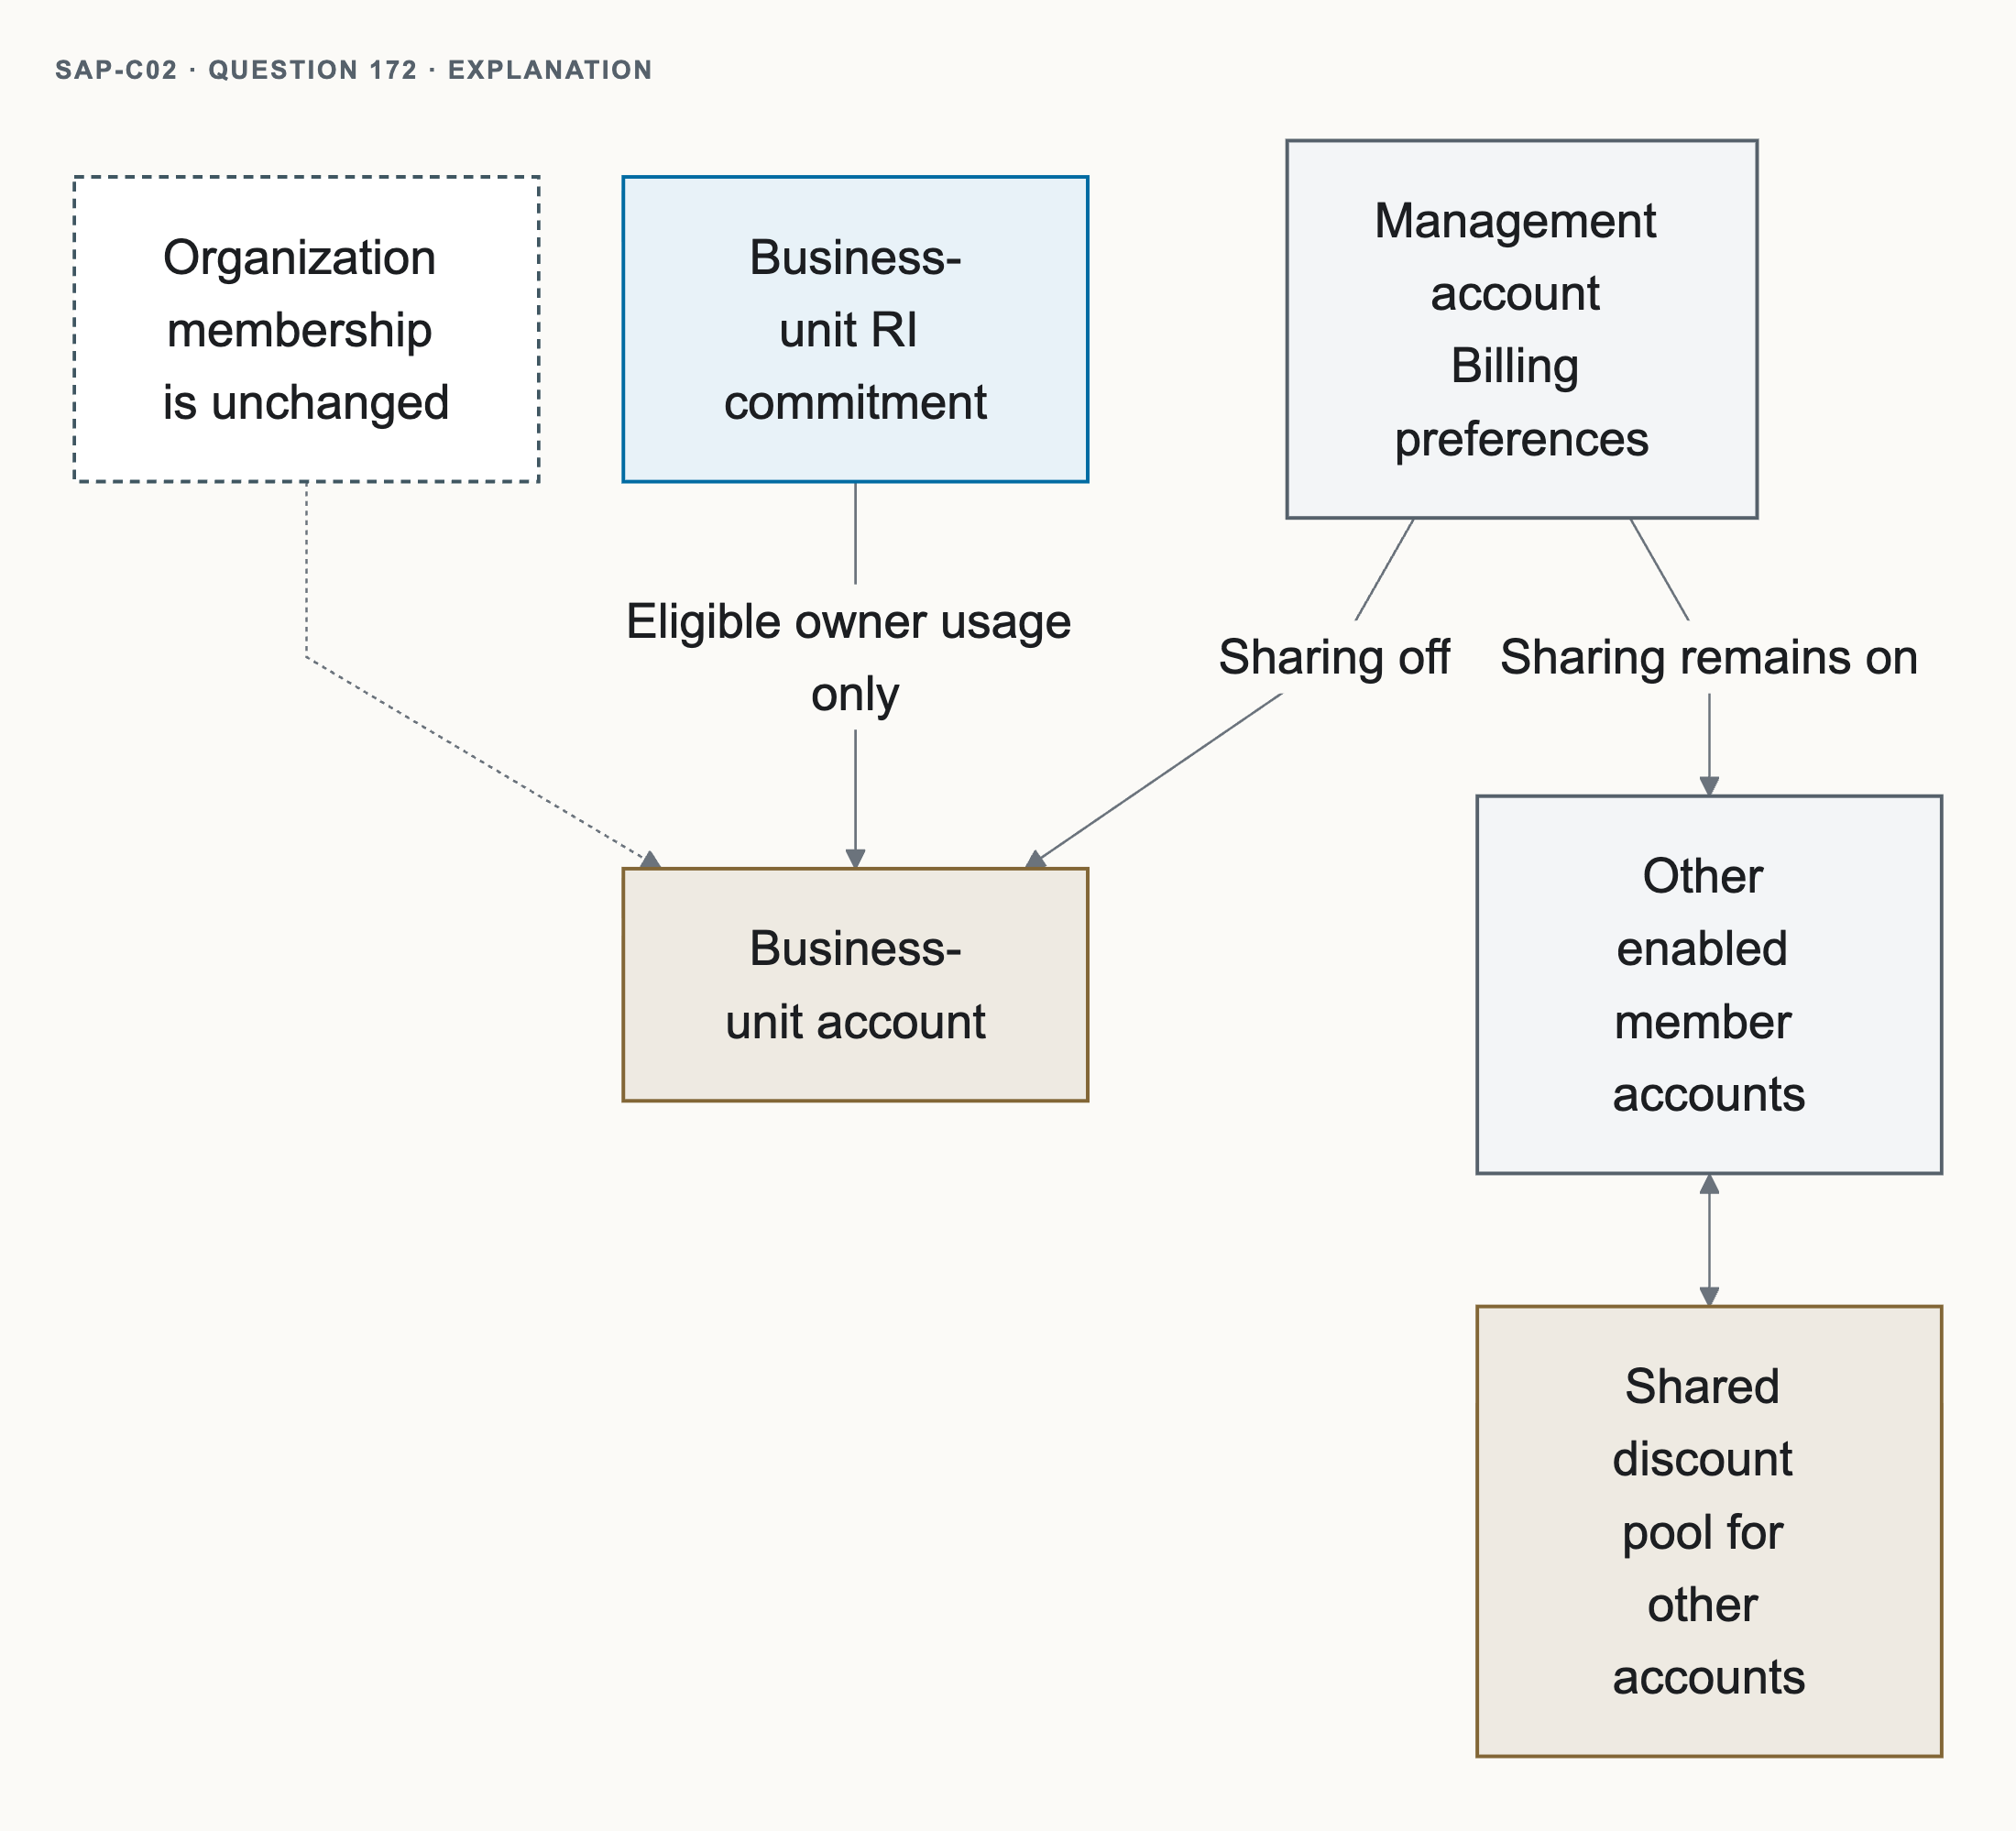 SAP-C02 · QUESTION 172 · EXPLANATION
Organization
membership
is unchanged
Business-
unit RI
commitment
Management
account
Billing
preferences
Eligible owner usage
only
Sharing off
Sharing remains on
Business-
unit account
Other
enabled
member
accounts
Shared
discount
pool for
other
accounts